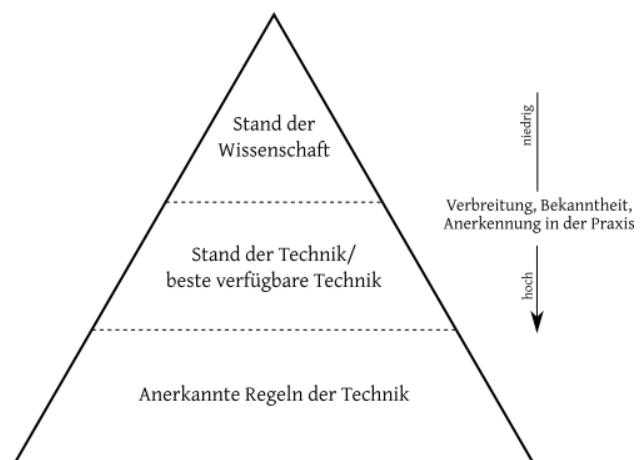 Stand der
Wissenschaft
niedrig
Verbreitung, Bekanntheit,
Anerkennung in der Praxis
Stand der Technik/
beste verfügbare Technik
hoch
Anerkannte Regeln der Technik